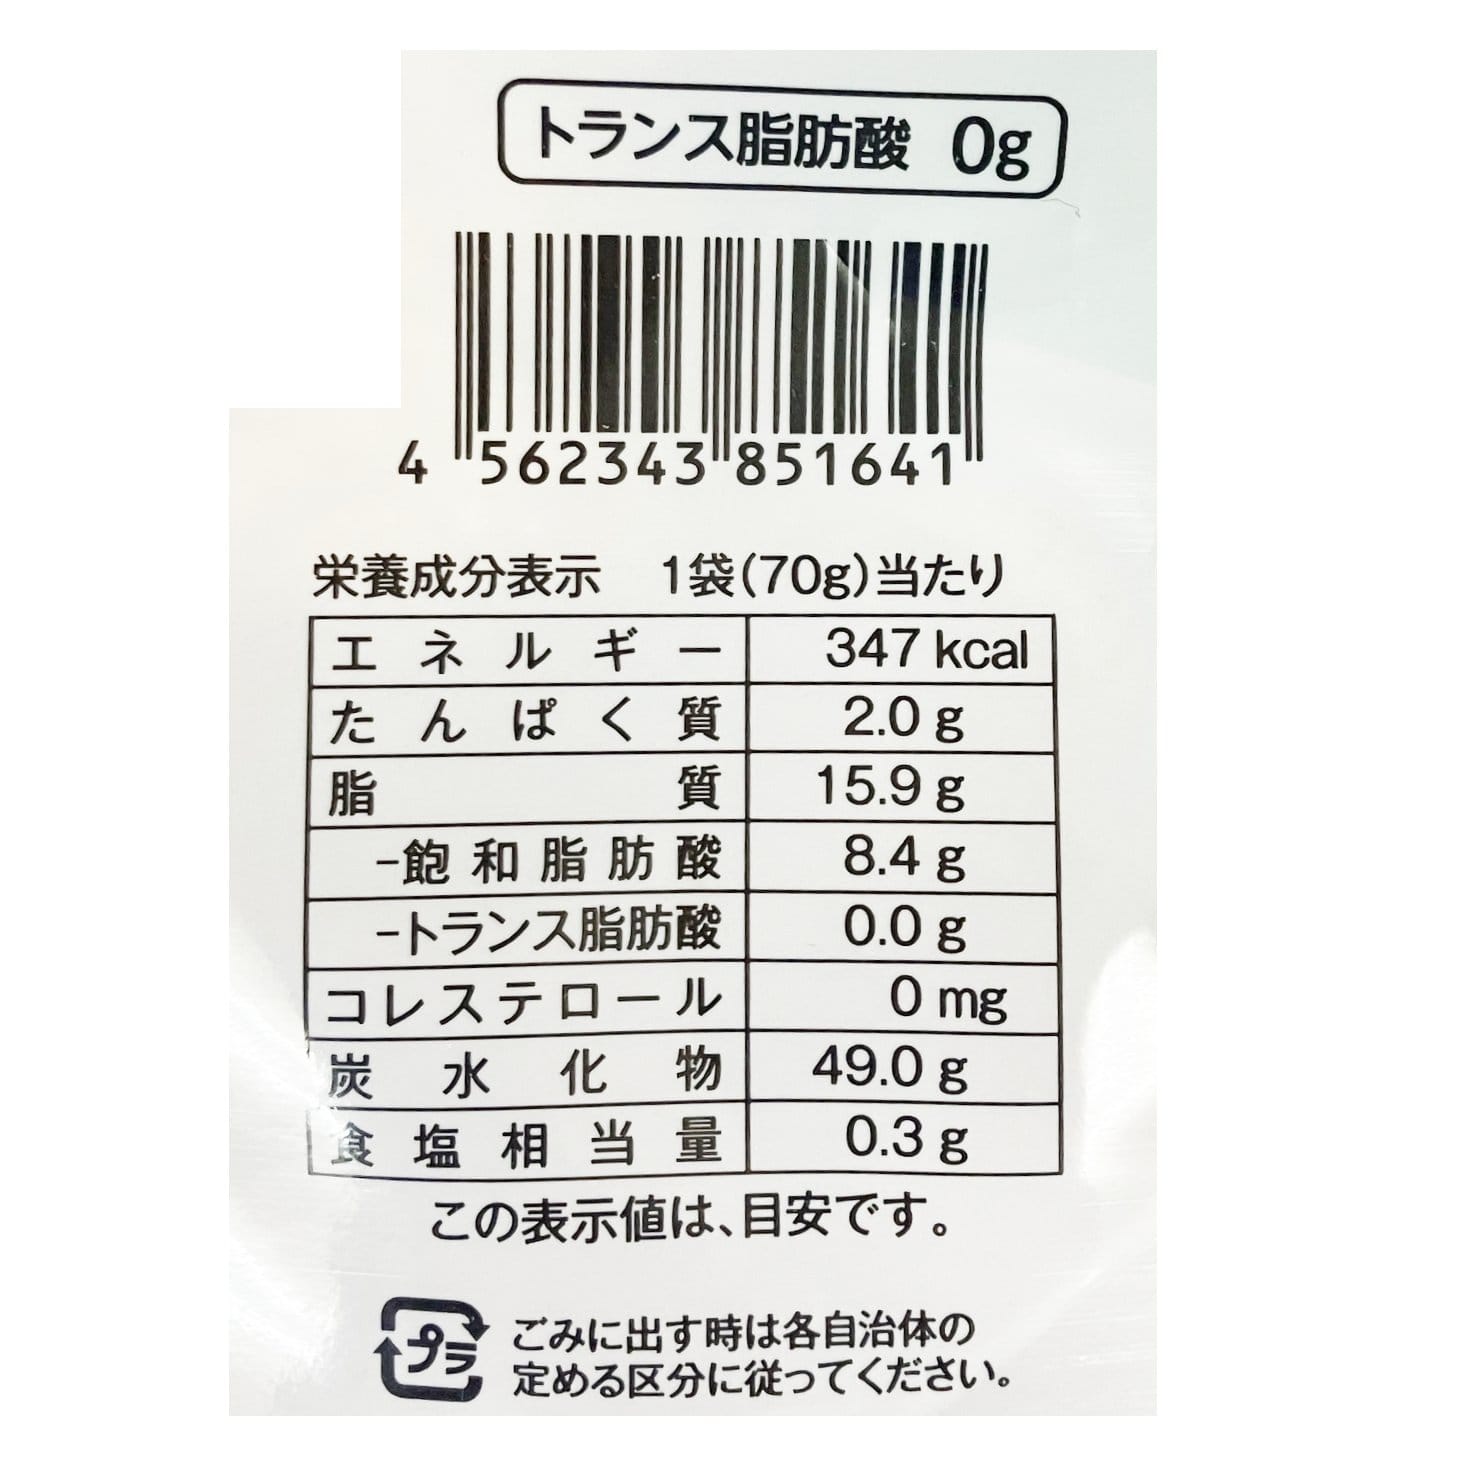 トランス脂肪酸 0g
4 562343 851641
栄養成分表示 1袋(70g)当たり
エネルギー 347 kcal
たんぱく質 2.0 g
脂質 15.9 g
-飽和脂肪酸 8.4 g
-トランス脂肪酸 0.0 g
コレステロール 0 mg
炭水化物 49.0 g
食塩相当量 0.3 g
この表示値は、目安です。
プラ
ごみに出す時は各自治体の
定める区分に従ってください。